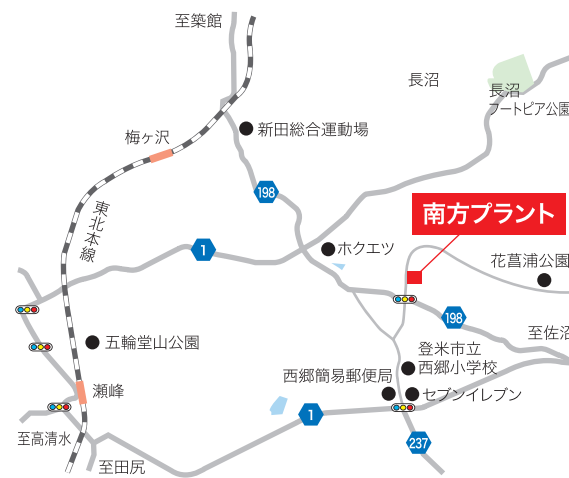 至築館
長沼
長沼
フートピア公園
新田総合運動場
梅ヶ沢
198
南方プラント
東北本線
ホクエツ
1
花菖浦公園
198
至佐沼
五輪堂山公園
登米市立
西郷小学校
西郷簡易郵便局
瀬峰
セブンイレブン
1
至高清水
237
至田尻